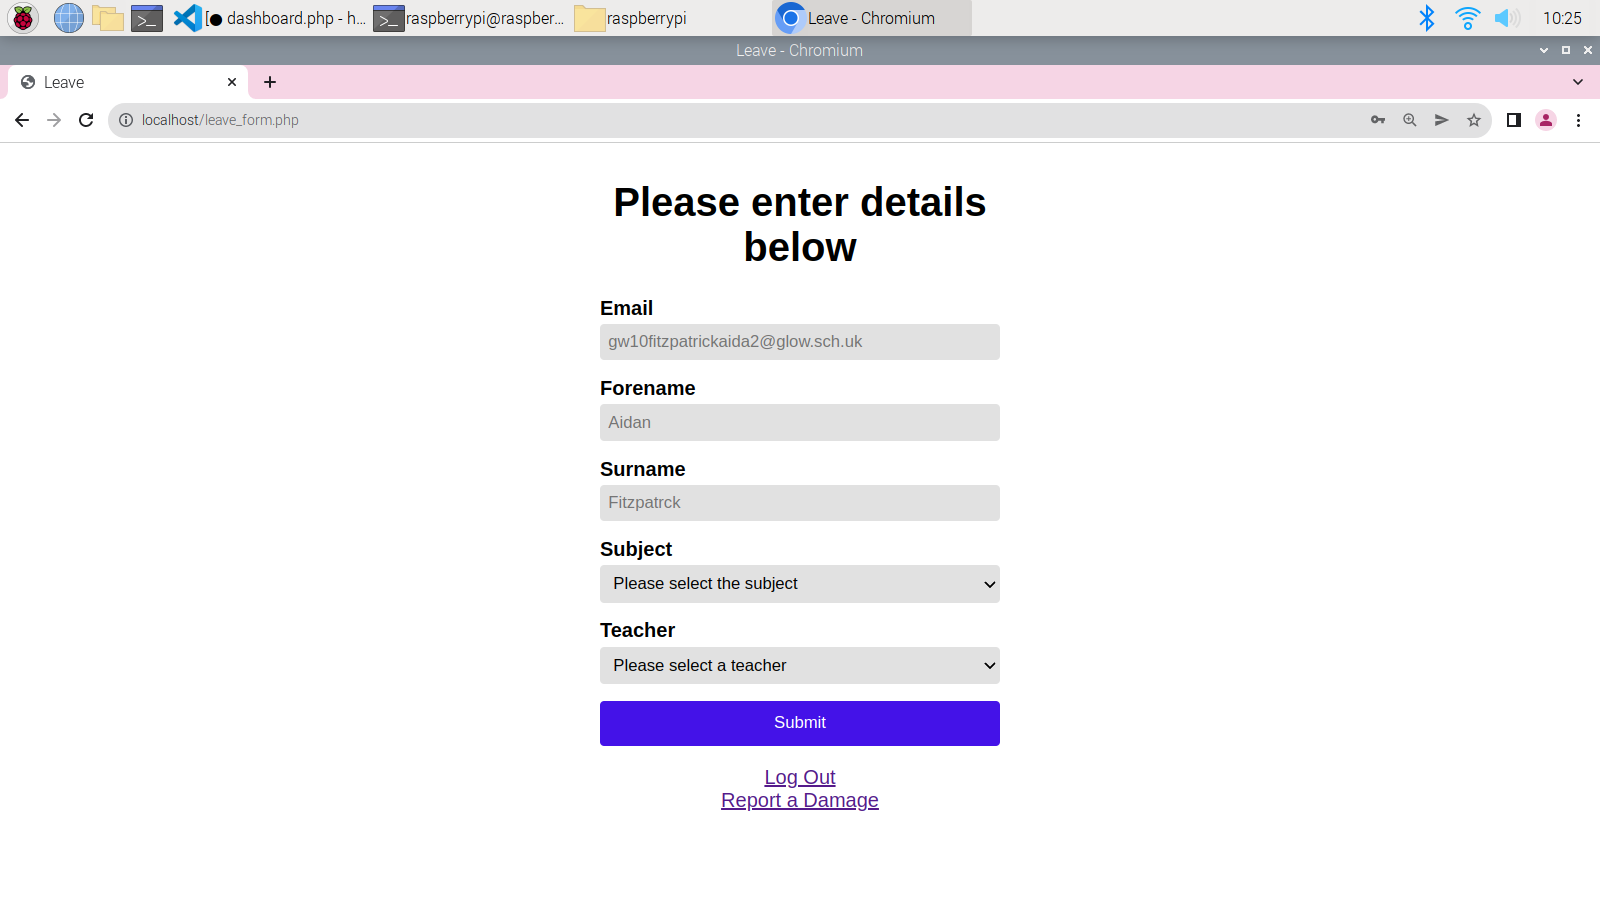 [● dashboard.php - h... raspberrypi@raspber... raspberrypi Leave - Chromium 10:25
Leave - Chromium
Leave
localhost/leave_form.php
Please enter details
below
Email
gw10fitzpatrickaida2@glow.sch.uk
Forename
Aidan
Surname
Fitzpatrck
Subject
Please select the subject
Teacher
Please select a teacher
Submit
Log Out
Report a Damage